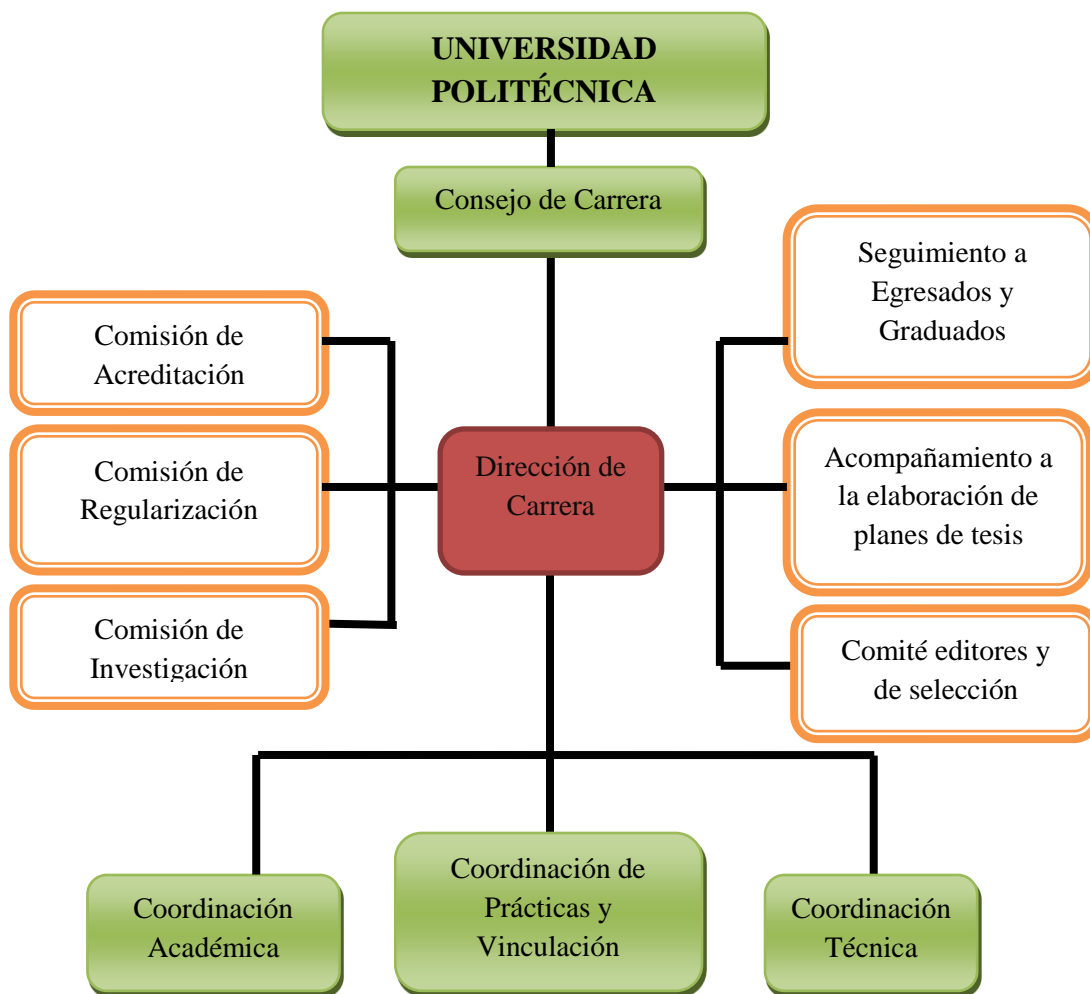 UNIVERSIDAD
POLITÉCNICA
Consejo de Carrera
Comisión de
Acreditación
Comisión de
Regularización
Comisión de
Investigación
Dirección de
Carrera
Seguimiento a
Egresados y
Graduados
Acompañamiento a
la elaboración de
planes de tesis
Comité editores y
de selección
Coordinación
Académica
Coordinación de
Prácticas y
Vinculación
Coordinación
Técnica